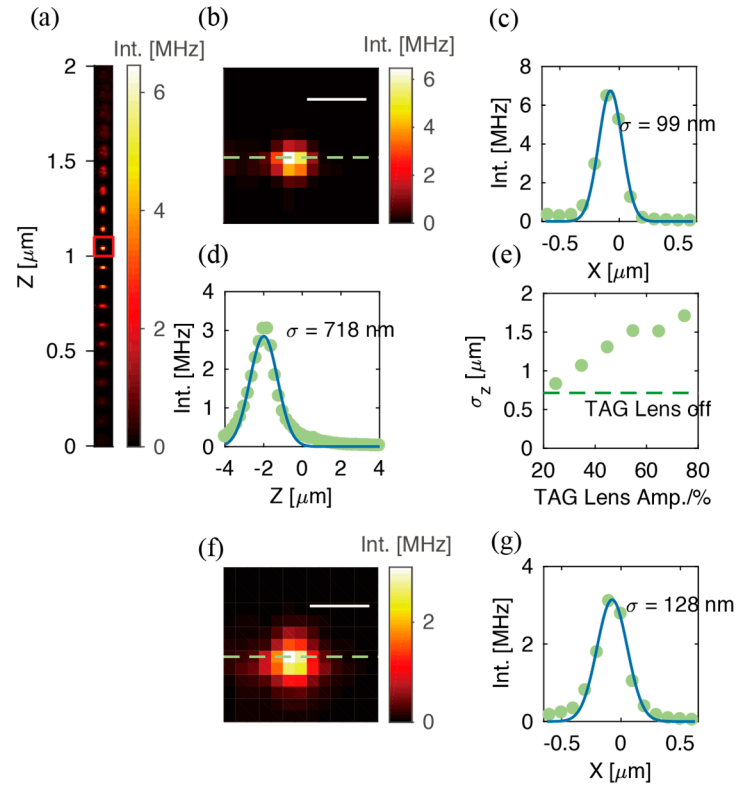 (a)
Int. [MHz]
2
1.5
1
0.5
0
Z [μm]
6
4
2
0
(b)
Int. [MHz]
6
4
2
0
(c)
8
6
4
2
0
Int. [MHz]
σ = 99 nm
-0.5
0
0.5
X [μm]
(d)
4
3
2
1
0
Int. [MHz]
σ = 718 nm
-4
-2
0
2
4
Z [μm]
(e)
2
1.5
1
0.5
0
σz [μm]
TAG Lens off
20
40
60
80
TAG Lens Amp./%
(f)
Int. [MHz]
2
0
(g)
4
2
0
Int. [MHz]
σ = 128 nm
-0.5
0
0.5
X [μm]